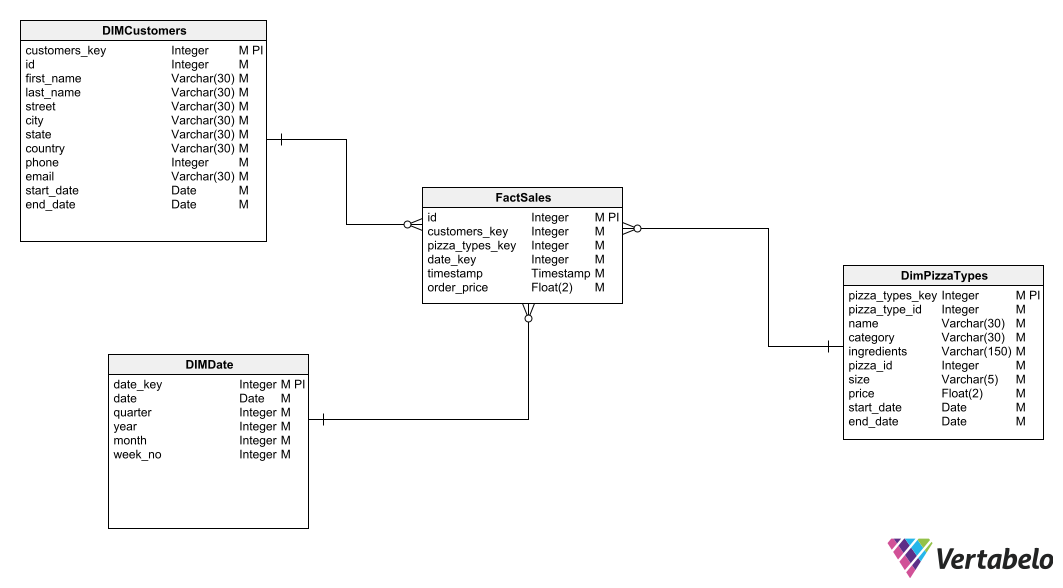 DIMCustomers
customers_key Integer M PI
id Integer M
first_name Varchar(30) M
last_name Varchar(30) M
street Varchar(30) M
city Varchar(30) M
state Varchar(30) M
country Varchar(30) M
phone Integer M
email Varchar(30) M
start_date Date M
end_date Date M
FactSales
id Integer M PI
customers_key Integer M
pizza_types_key Integer M
date_key Integer M
timestamp Timestamp M
order_price Float(2) M
DimPizzaTypes
pizza_types_key Integer M PI
pizza_type_id Integer M
name Varchar(30) M
category Varchar(30) M
ingredients Varchar(150) M
pizza_id Integer M
size Varchar(5) M
price Float(2) M
start_date Date M
end_date Date M
DIMDate
date_key Integer M PI
date Date M
quarter Integer M
year Integer M
month Integer M
week_no Integer M
Vertabelo